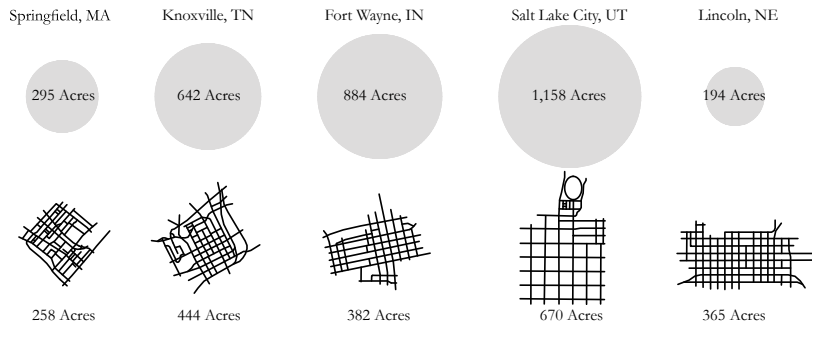 Springfield, MA Knoxville, TN Fort Wayne, IN Salt Lake City, UT Lincoln, NE
295 Acres 642 Acres 884 Acres 1,158 Acres 194 Acres
258 Acres 444 Acres 382 Acres 670 Acres 365 Acres